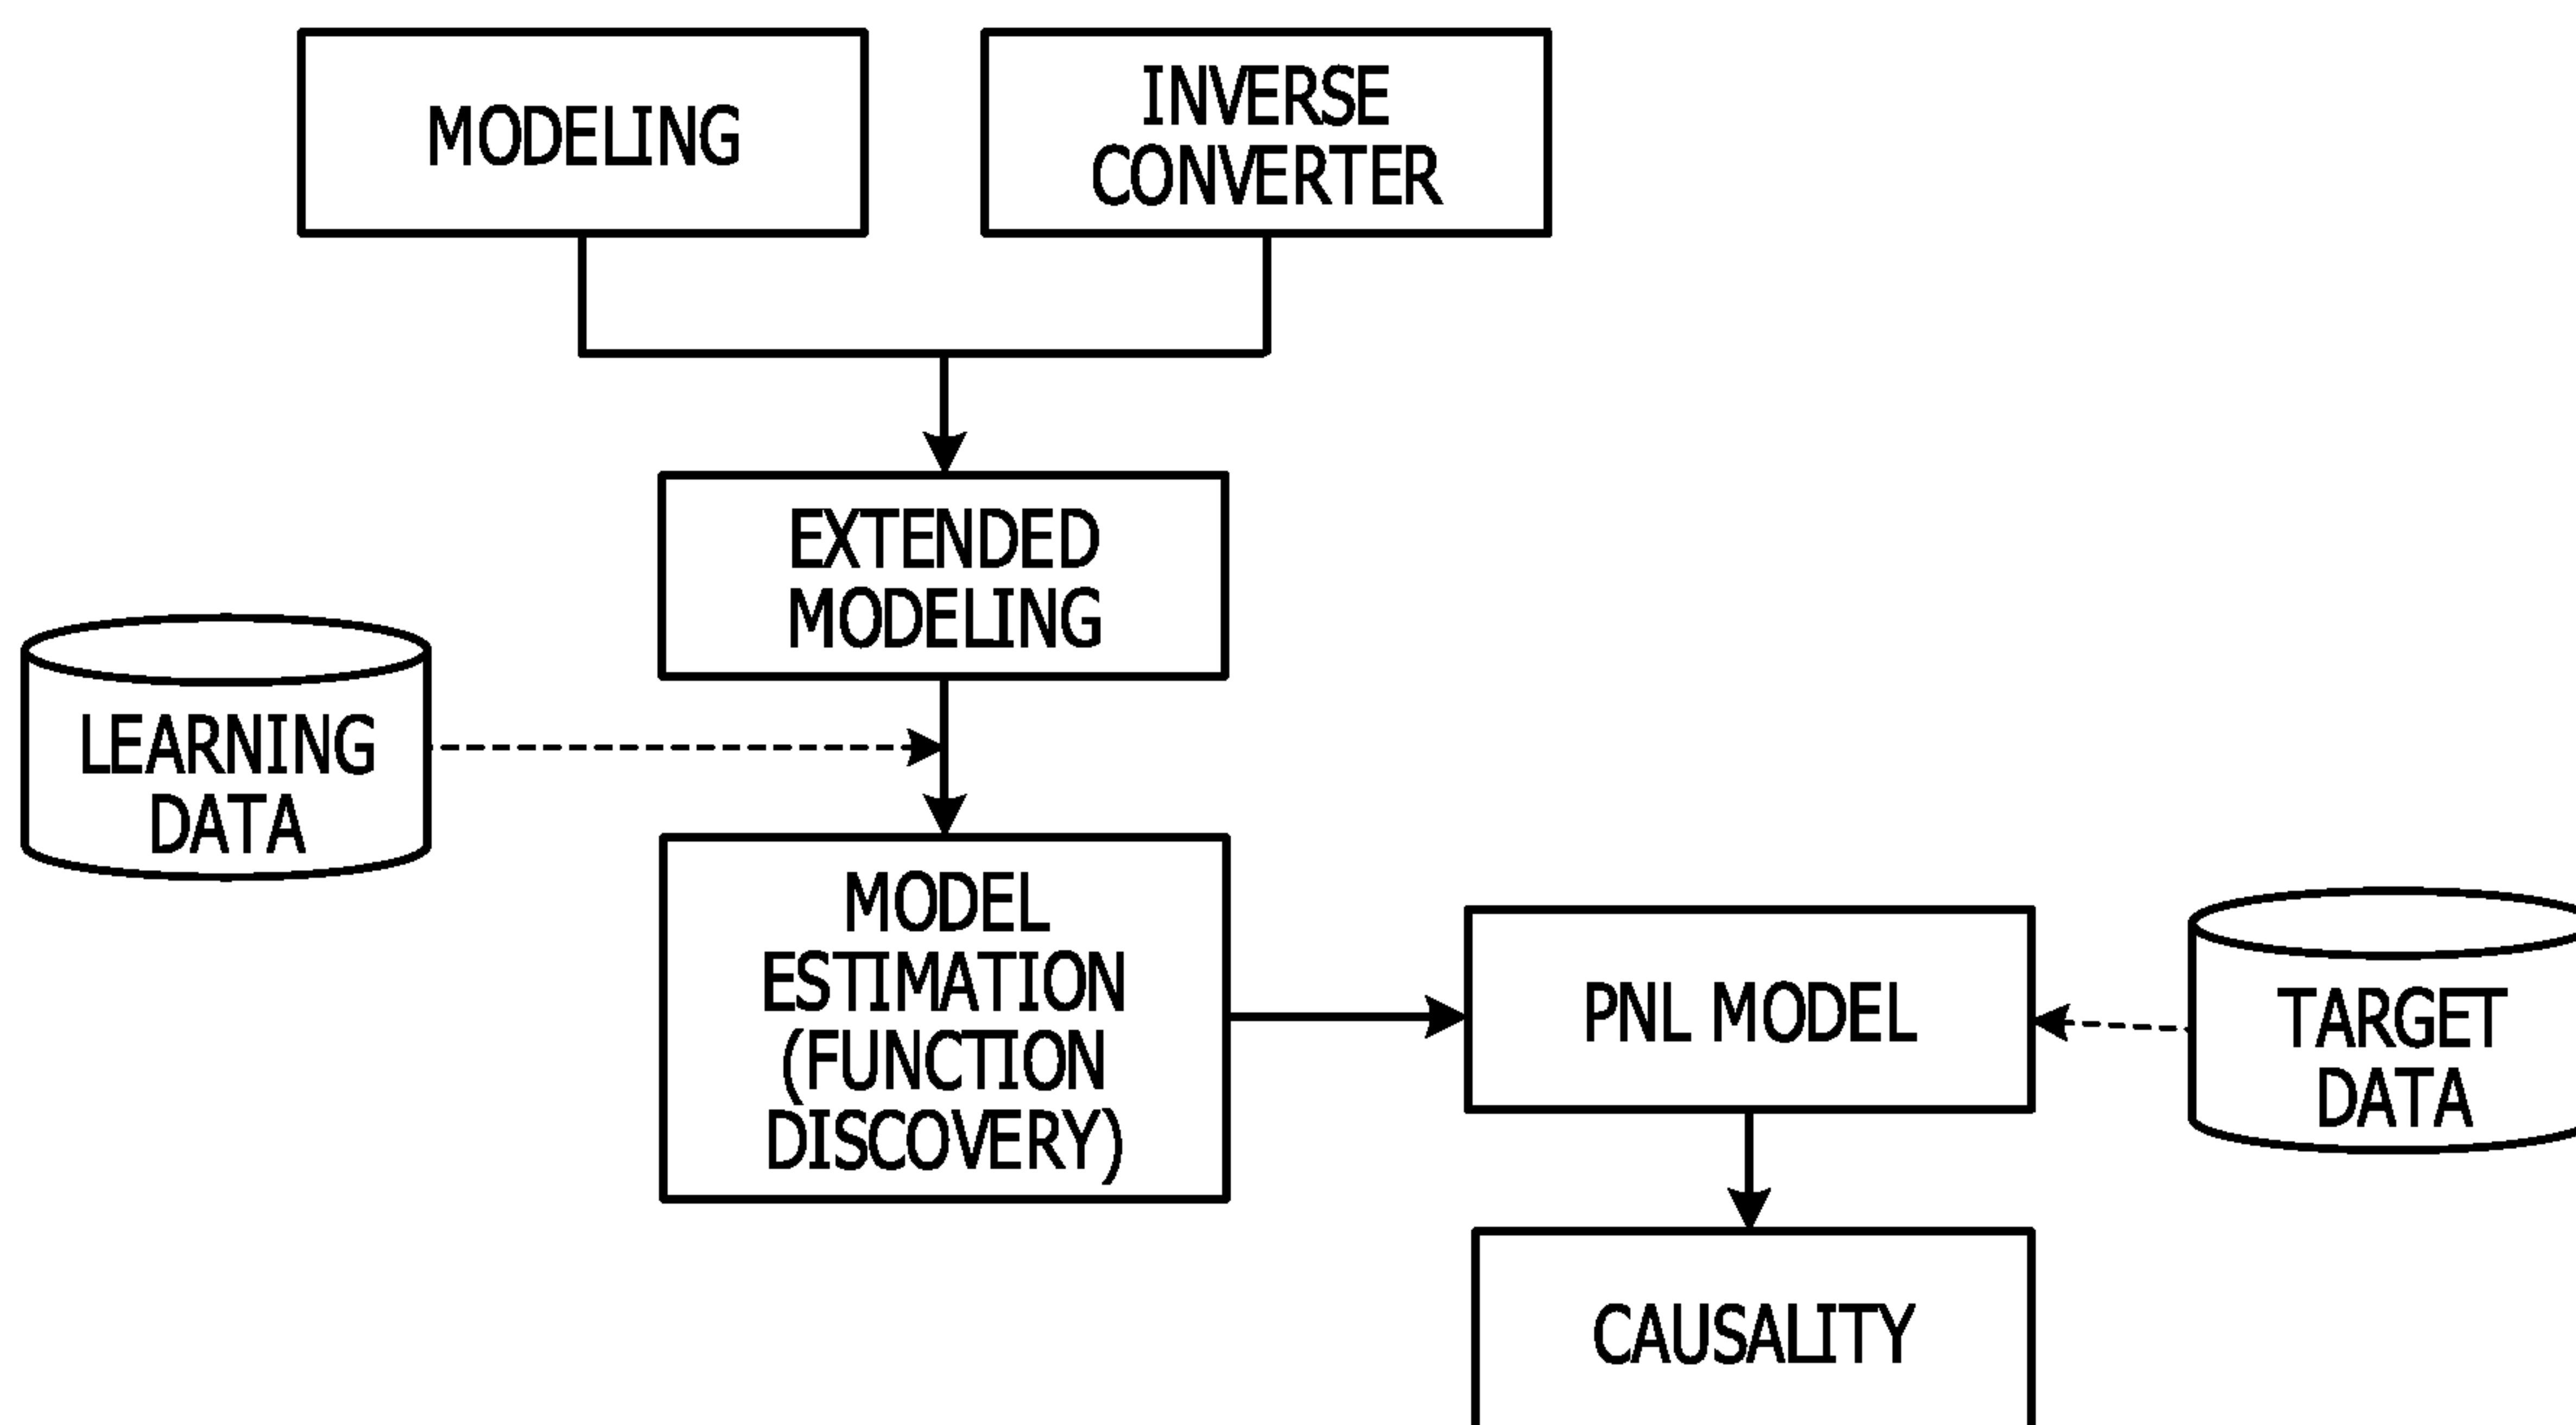 MODELING
INVERSE
CONVERTER
EXTENDED
MODELING
LEARNING
DATA
MODEL
ESTIMATION
(FUNCTION
DISCOVERY)
PNL MODEL
TARGET
DATA
CAUSALITY